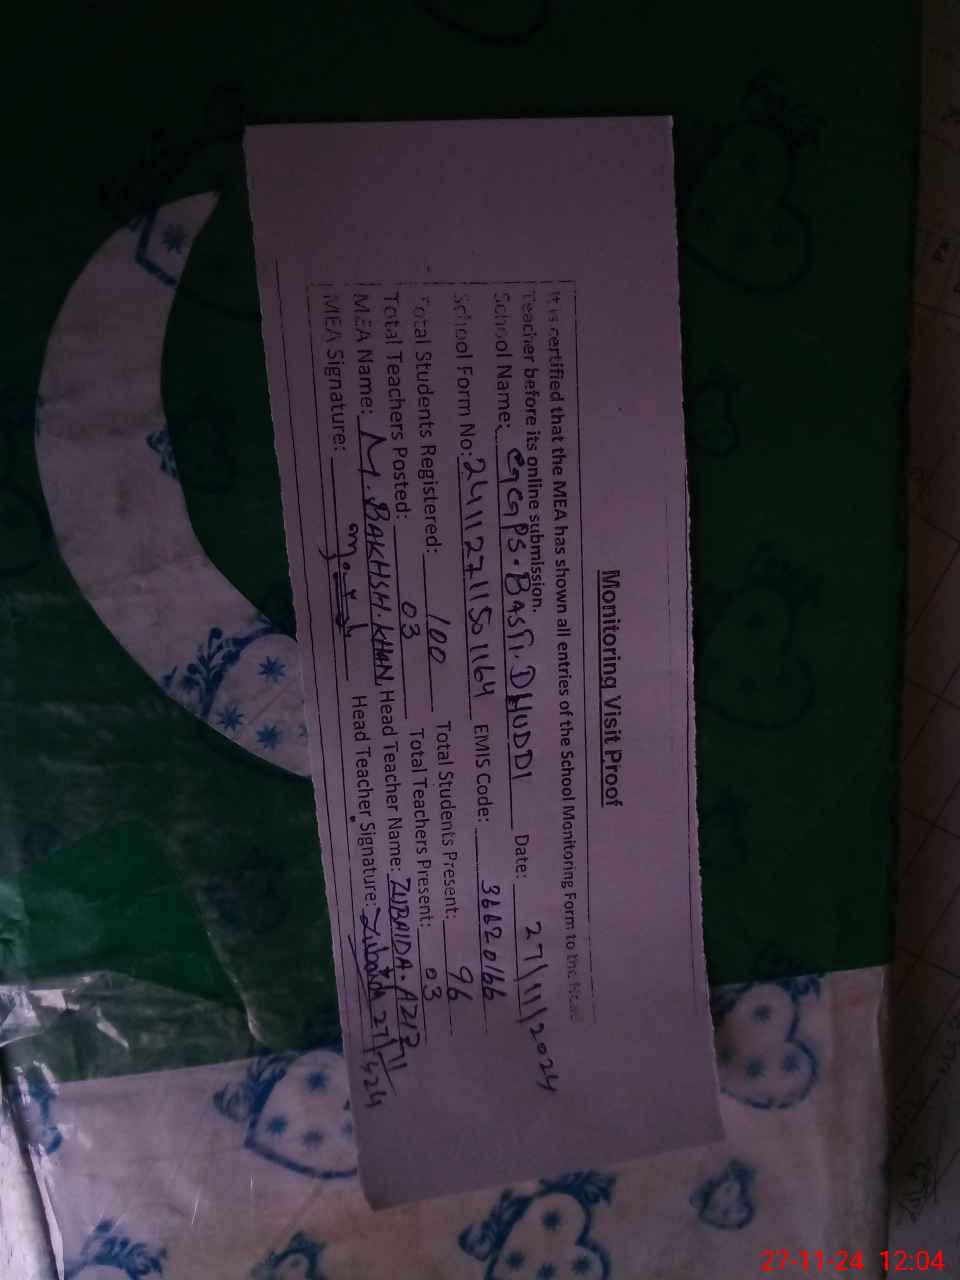 Monitoring Visit Proof
It is certified that the MEA has shown all entries of the School Monitoring Form to the Head
Teacher before its online submission.
School Name: GGPS. BASTI. DHUDDI Date: 27/11/2024
School Form No: 24112711501164 EMIS Code: 36620166
Total Students Registered: 100 Total Students Present: 96
Total Teachers Posted: 03 Total Teachers Present: 03
MEA Name: M. BAKHSH. KHAN Head Teacher Name: ZUBAIDA. AZIZ
MEA Signature: Head Teacher Signature: Zubaida 27/11
27-11-24 12:04